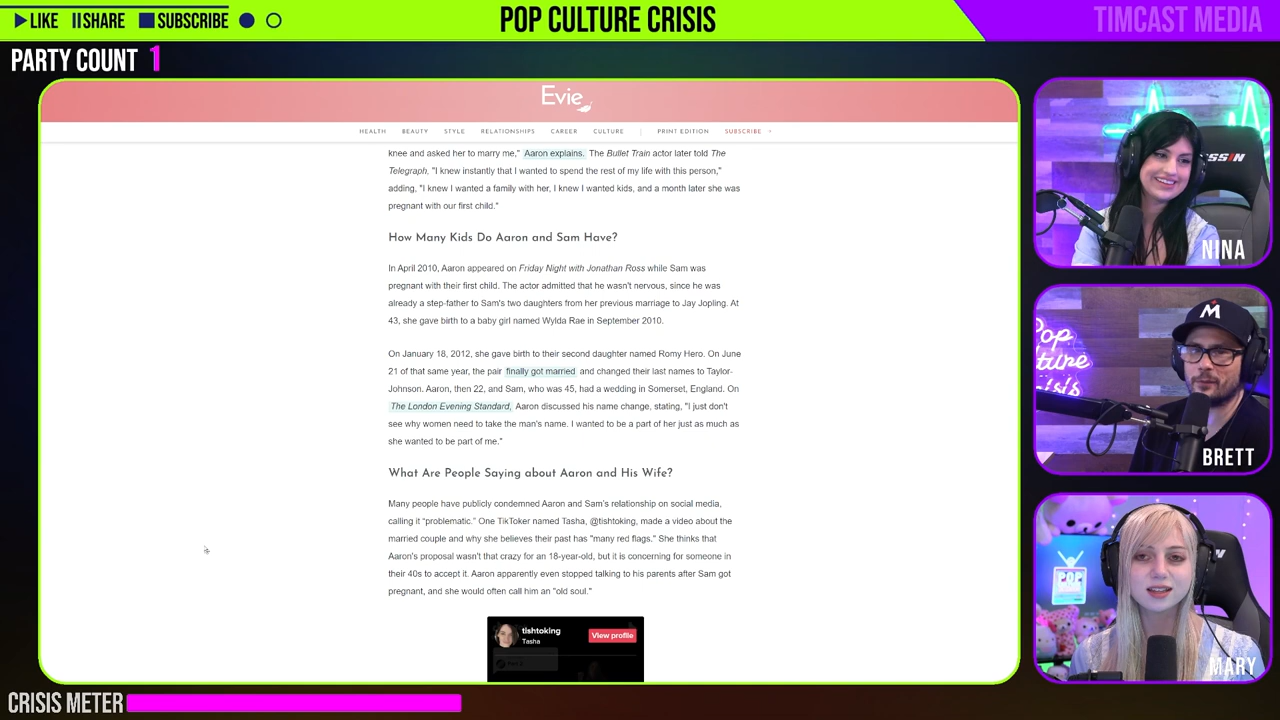 LIKE SHARE SUBSCRIBE
POP CULTURE CRISIS
TIMCAST MEDIA
PARTY COUNT 1
Evie
HEALTH BEAUTY STYLE RELATIONSHIPS CAREER CULTURE PRINT EDITION SUBSCRIBE
knee and asked her to marry me," Aaron explains. The Bullet Train actor later told The
Telegraph, "I knew instantly that I wanted to spend the rest of my life with this person,"
adding, "I knew I wanted a family with her, I knew I wanted kids, and a month later she was
pregnant with our first child."
How Many Kids Do Aaron and Sam Have?
In April 2010, Aaron appeared on Friday Night with Jonathan Ross while Sam was
pregnant with their first child. The actor admitted that he wasn't nervous, since he was
already a step-father to Sam's two daughters from her previous marriage to Jay Jopling. At
43, she gave birth to a baby girl named Wylda Rae in September 2010.
On January 18, 2012, she gave birth to their second daughter named Romy Hero. On June
21 of that same year, the pair finally got married and changed their last names to Taylor-
Johnson. Aaron, then 22, and Sam, who was 45, had a wedding in Somerset, England. On
The London Evening Standard, Aaron discussed his name change, stating, "I just don't
see why women need to take the man's name. I wanted to be a part of her just as much as
she wanted to be part of me."
What Are People Saying about Aaron and His Wife?
Many people have publicly condemned Aaron and Sam's relationship on social media,
calling it "problematic." One TikToker named Tasha, @tishtoking, made a video about the
married couple and why she believes their past has "many red flags." She thinks that
Aaron's proposal wasn't that crazy for an 18-year-old, but it is concerning for someone in
their 40s to accept it. Aaron apparently even stopped talking to his parents after Sam got
pregnant, and she would often call him an "old soul."
tishtoking
Tasha
View profile
NINA
BRETT
MARY
CRISIS METER